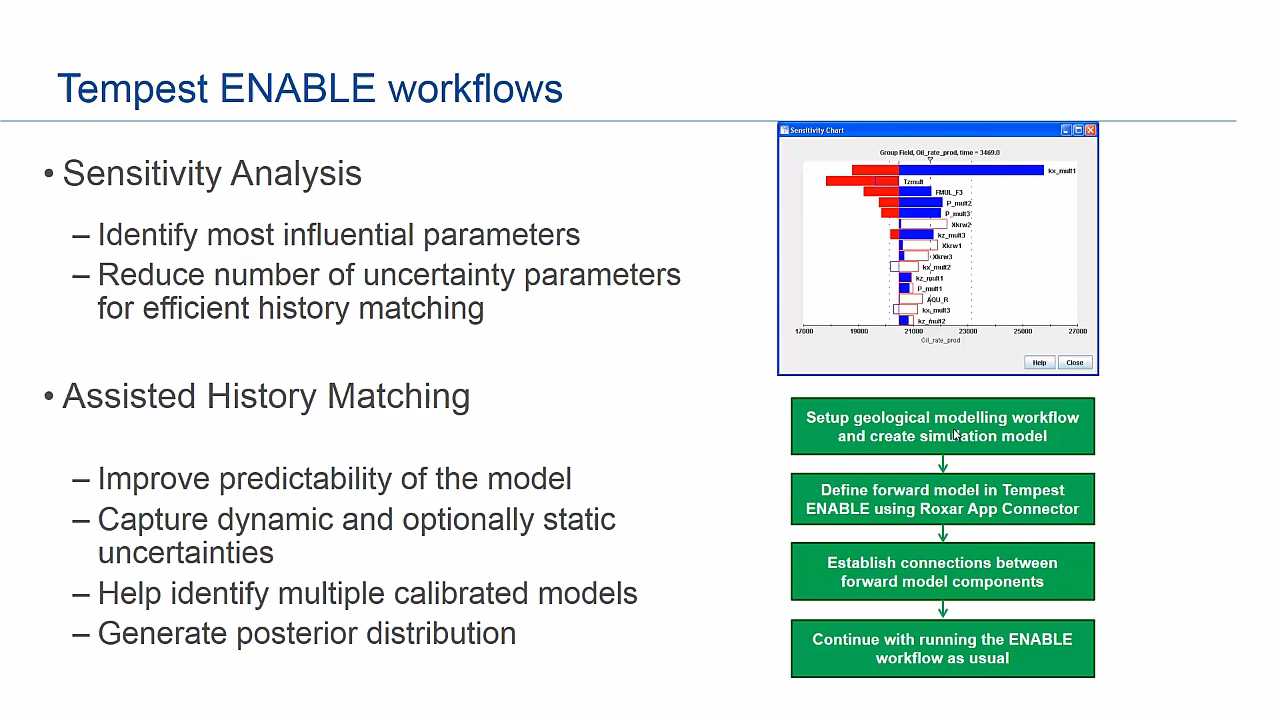 Tempest ENABLE workflows
• Sensitivity Analysis
– Identify most influential parameters
– Reduce number of uncertainty parameters
for efficient history matching
• Assisted History Matching
– Improve predictability of the model
– Capture dynamic and optionally static
uncertainties
– Help identify multiple calibrated models
– Generate posterior distribution
Sensitivity Chart
Group Field, Oil_rate_prod, time = 3469.0
kx_mult1
Tzmult
FMUL_F3
P_mult2
P_mult3
Xkrw2
kz_mult3
Xkrw1
Xkrw3
kx_mult2
kz_mult1
P_mult1
AQU_R
kx_mult3
kz_mult2
17000 19000 21000 23000 25000 27000
Oil_rate_prod
Help Close
Setup geological modelling workflow
and create simulation model
Define forward model in Tempest
ENABLE using Roxar App Connector
Establish connections between
forward model components
Continue with running the ENABLE
workflow as usual